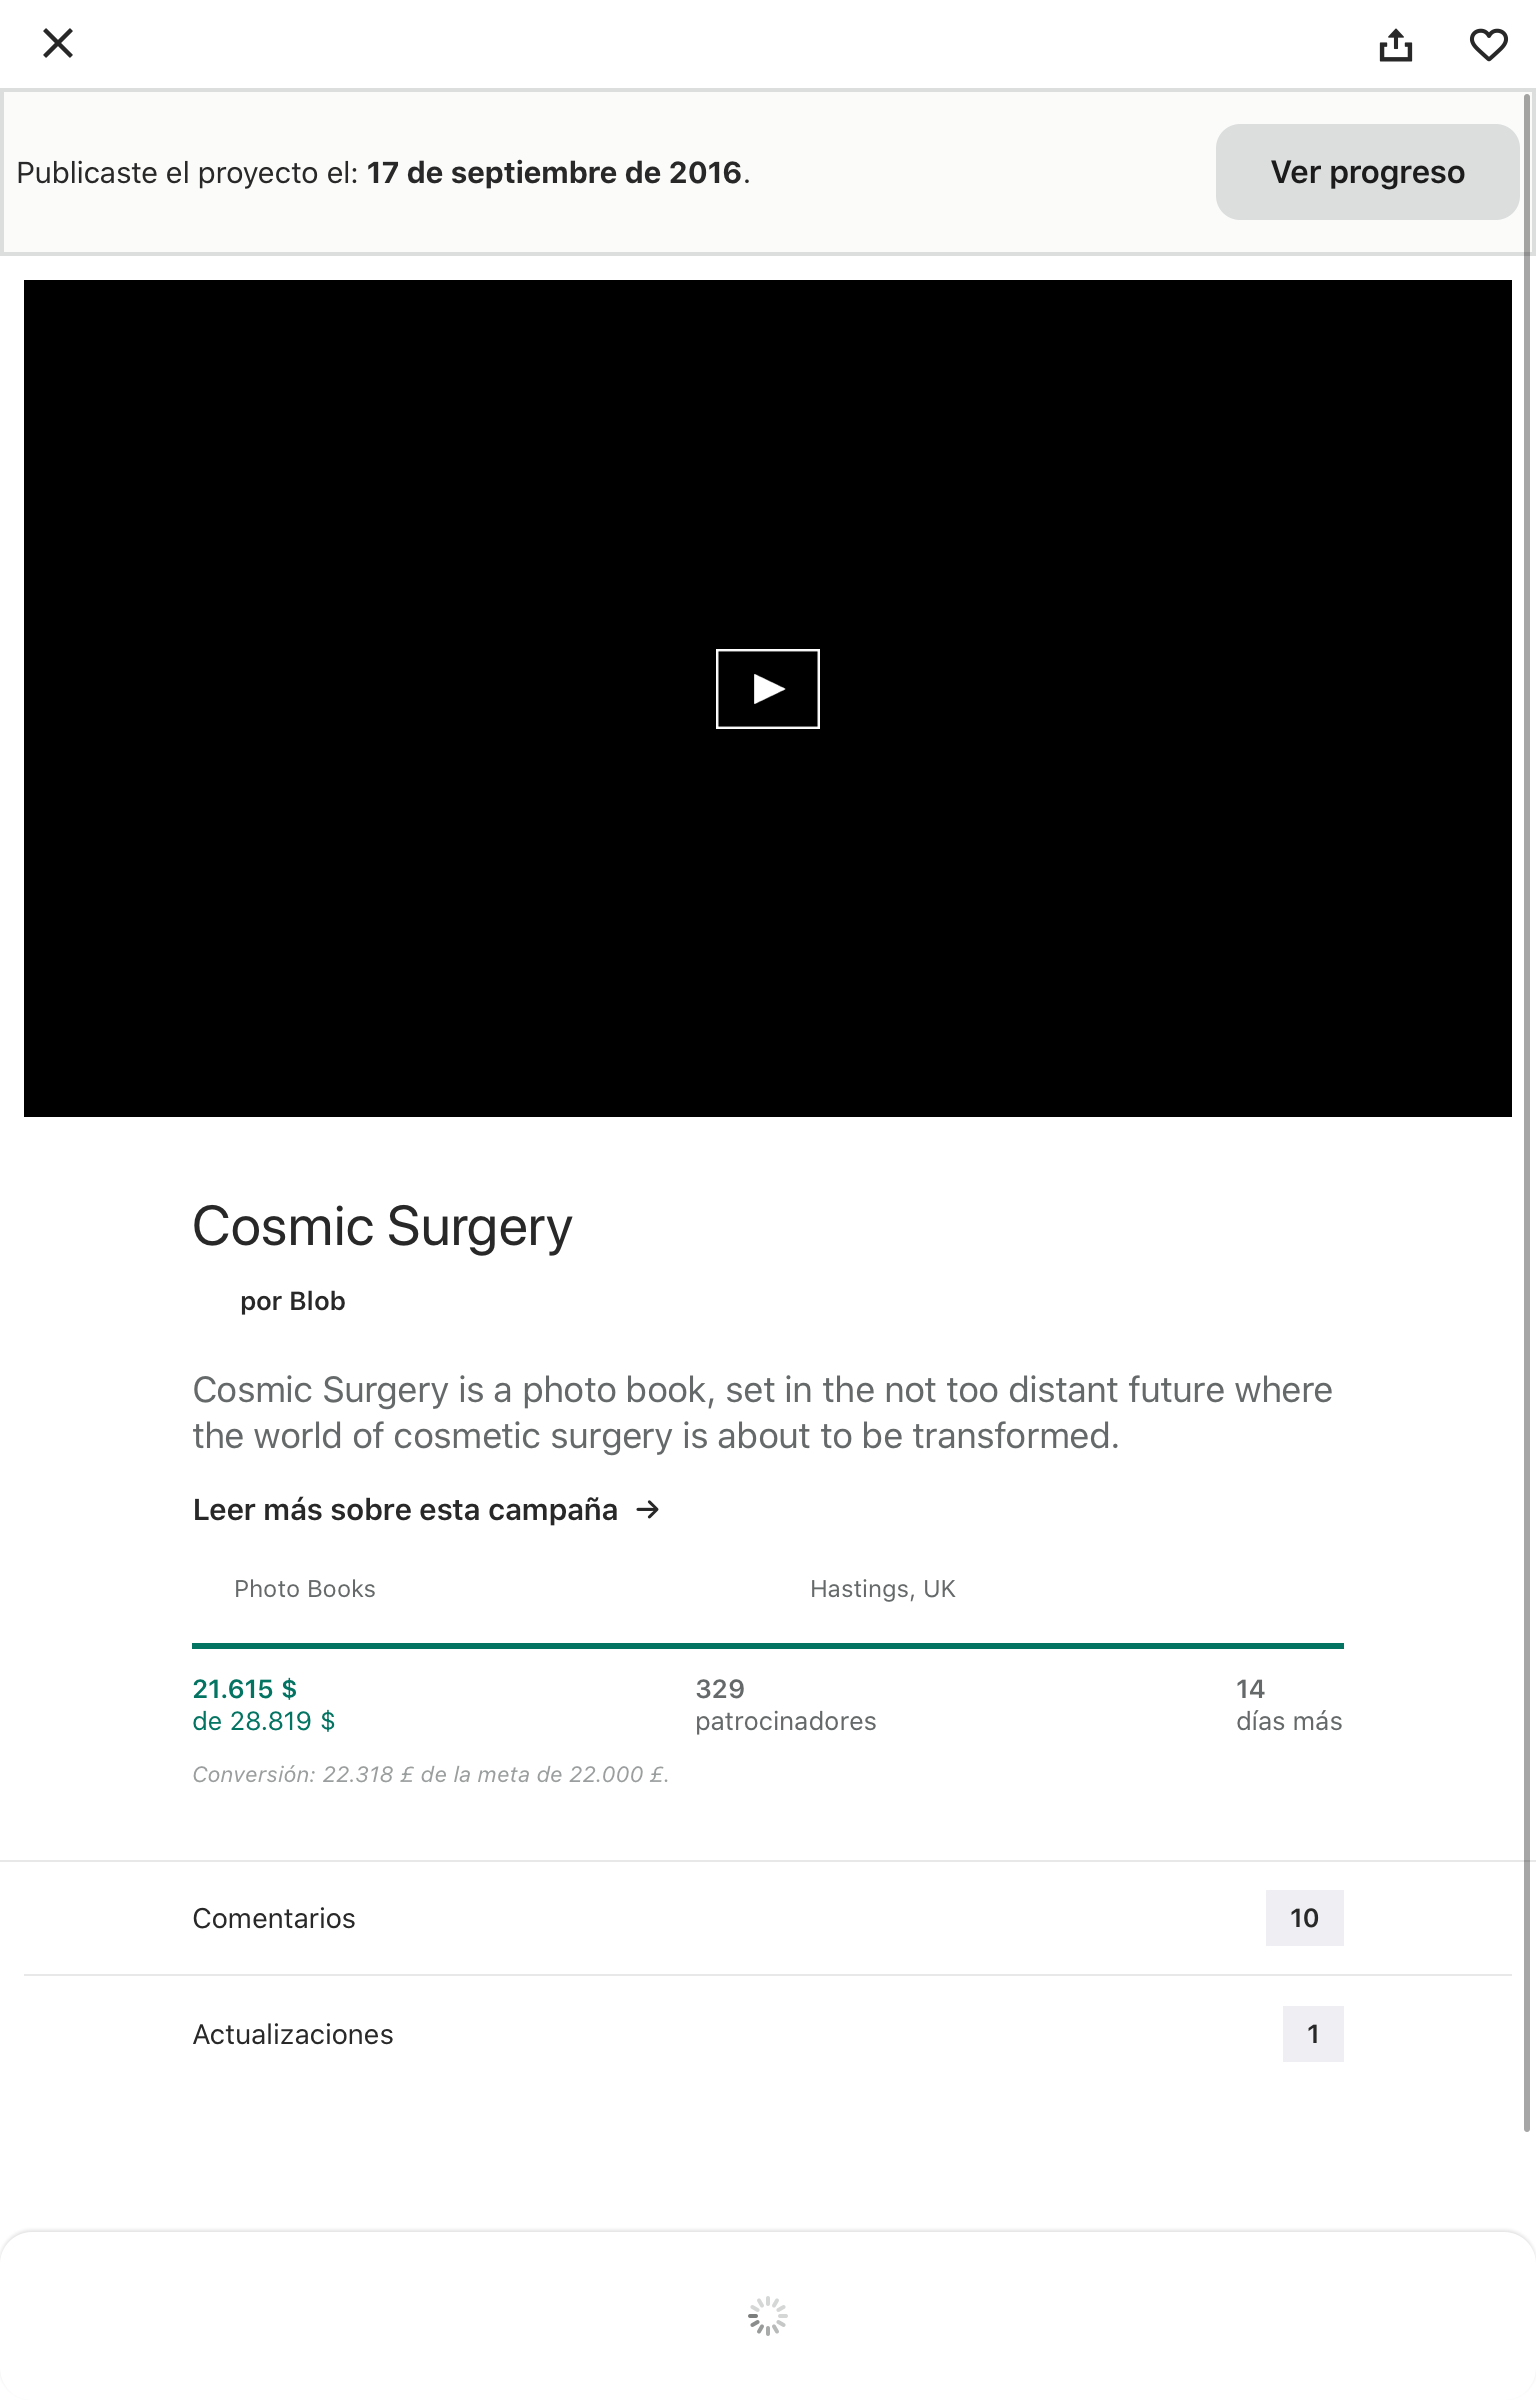 Publicaste el proyecto el: 17 de septiembre de 2016.
Ver progreso
Cosmic Surgery
por Blob
Cosmic Surgery is a photo book, set in the not too distant future where
the world of cosmetic surgery is about to be transformed.
Leer más sobre esta campaña →
Photo Books
Hastings, UK
21.615 $
de 28.819 $
329
patrocinadores
14
días más
Conversión: 22.318 £ de la meta de 22.000 £.
Comentarios
10
Actualizaciones
1